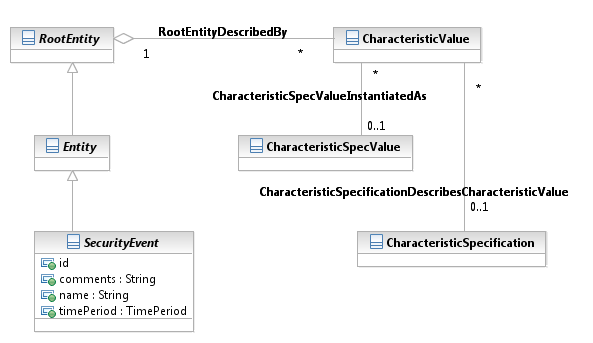 RootEntity
RootEntityDescribedBy
CharacteristicValue
1
*
*
*
CharacteristicSpecValueInstantiatedAs
0..1
Entity
CharacteristicSpecValue
CharacteristicSpecificationDescribesCharacteristicValue
0..1
SecurityEvent
CharacteristicSpecification
id
comments : String
name : String
timePeriod : TimePeriod